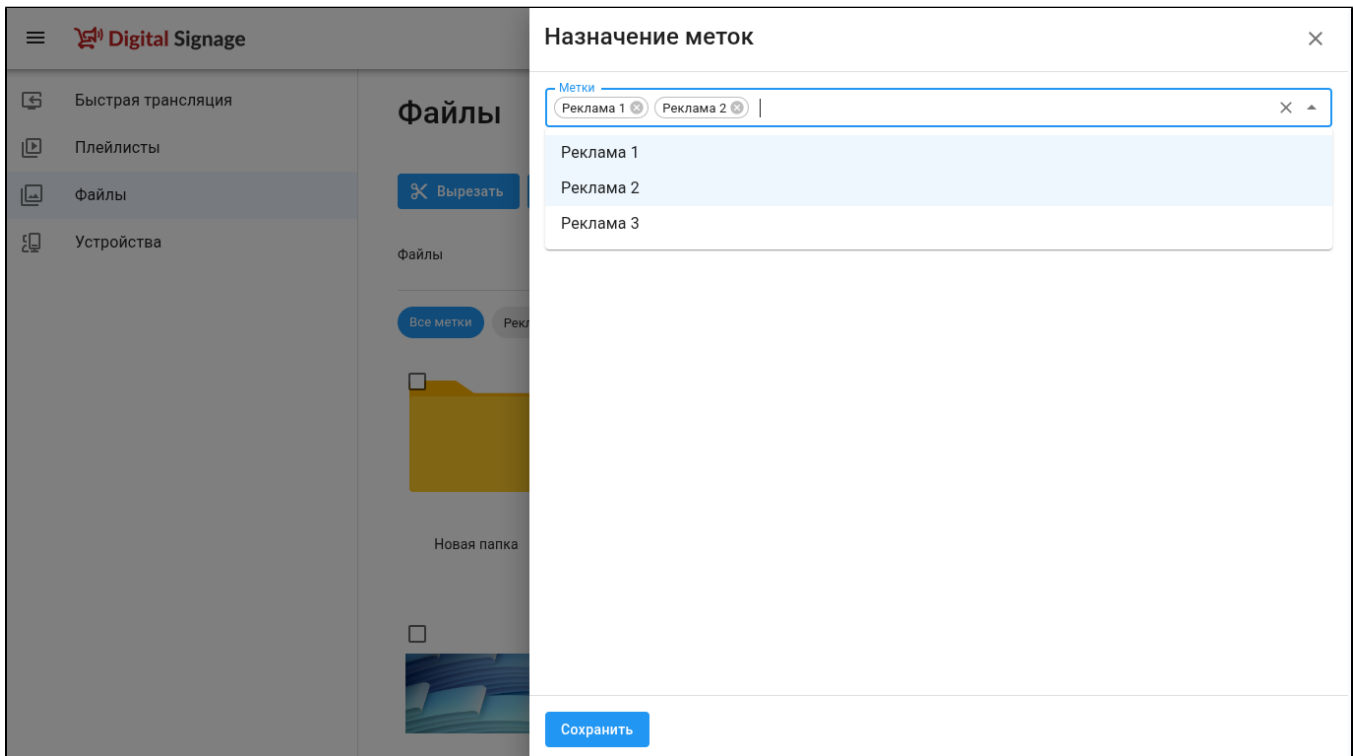 Digital Signage
Быстрая трансляция
Плейлисты
Файлы
Устройства
Файлы
Вырезать
Файлы
Все метки
Рекл
Новая папка
Назначение меток
Метки
Реклама 1 Реклама 2
Реклама 1
Реклама 2
Реклама 3
Сохранить